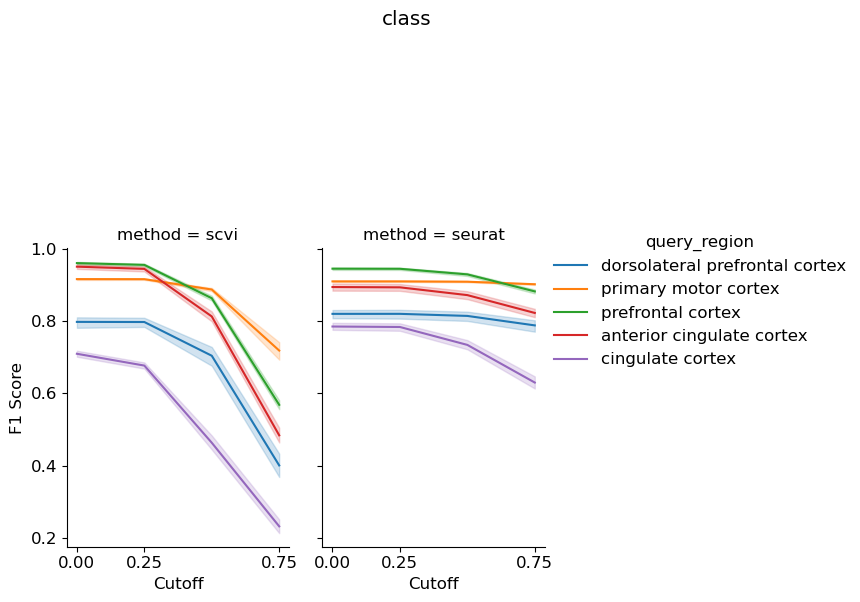 class
method = scvi
method = seurat
query_region
dorsolateral prefrontal cortex
primary motor cortex
prefrontal cortex
anterior cingulate cortex
cingulate cortex
F1 Score
1.0
0.8
0.6
0.4
0.2
0.00 0.25 0.75
0.00 0.25 0.75
Cutoff
Cutoff